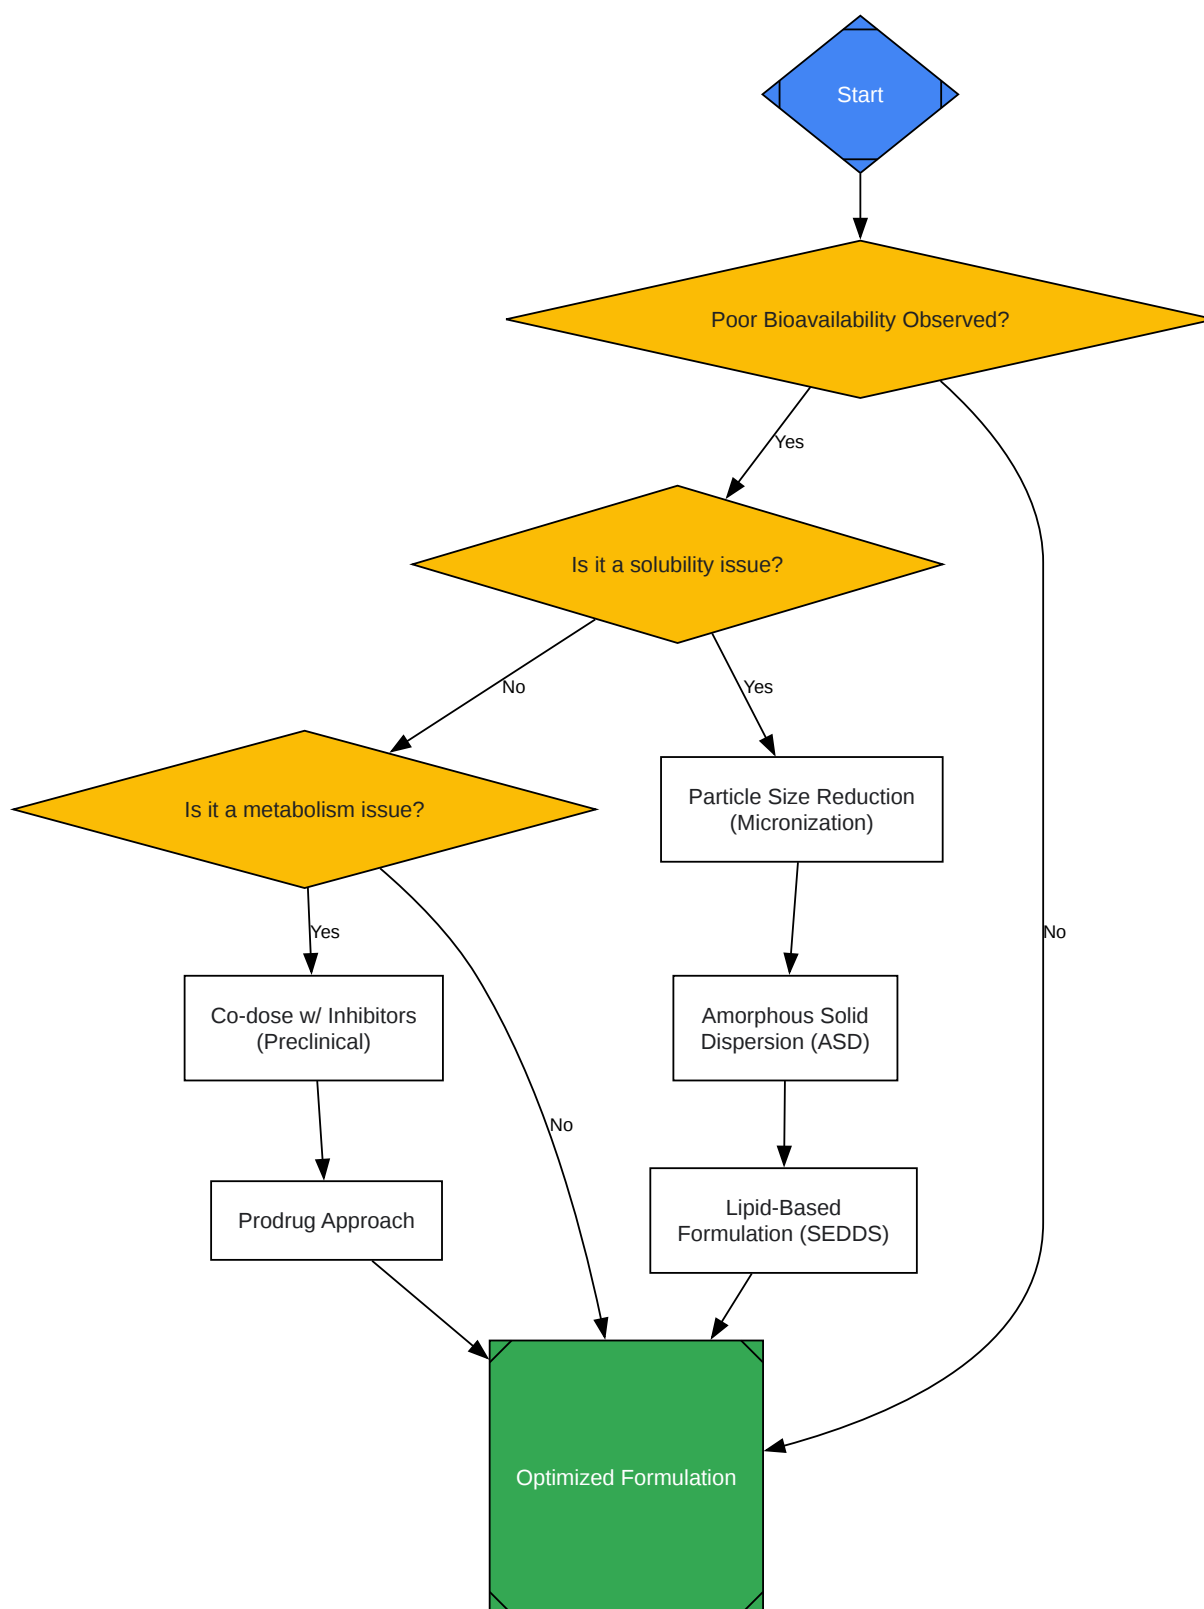 Start
Poor Bioavailability Observed?
Yes
Is it a solubility issue?
No
Yes
Is it a metabolism issue?
Particle Size Reduction
(Micronization)
Yes
No
Co-dose w/ Inhibitors
(Preclinical)
Amorphous Solid
Dispersion (ASD)
No
Prodrug Approach
Lipid-Based
Formulation (SEDDS)
Optimized Formulation